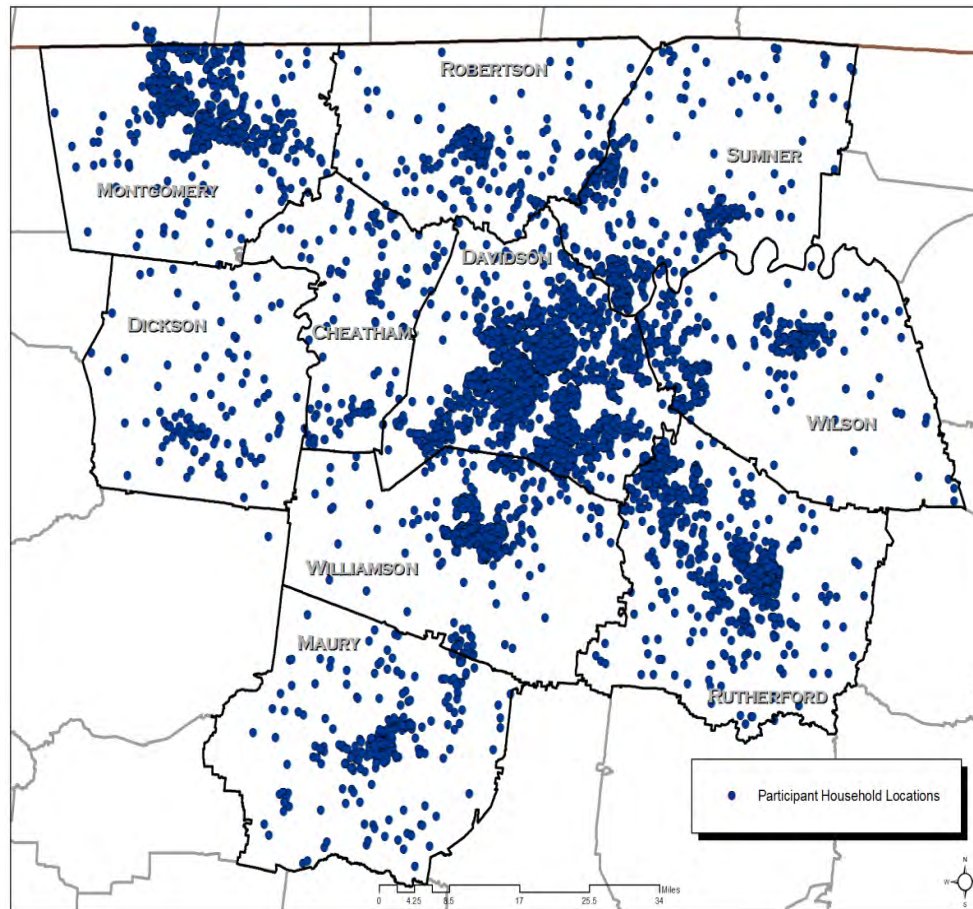 ROBERTSON
SUMNER
MONTGOMERY
DAVIDSON
DICKSON
CHEATHAM
WILSON
WILLIAMSON
MAURY
RUTHERFORD
Participant Household Locations
N
W
S
Miles
0 4.25 8.5 17 25.5 34